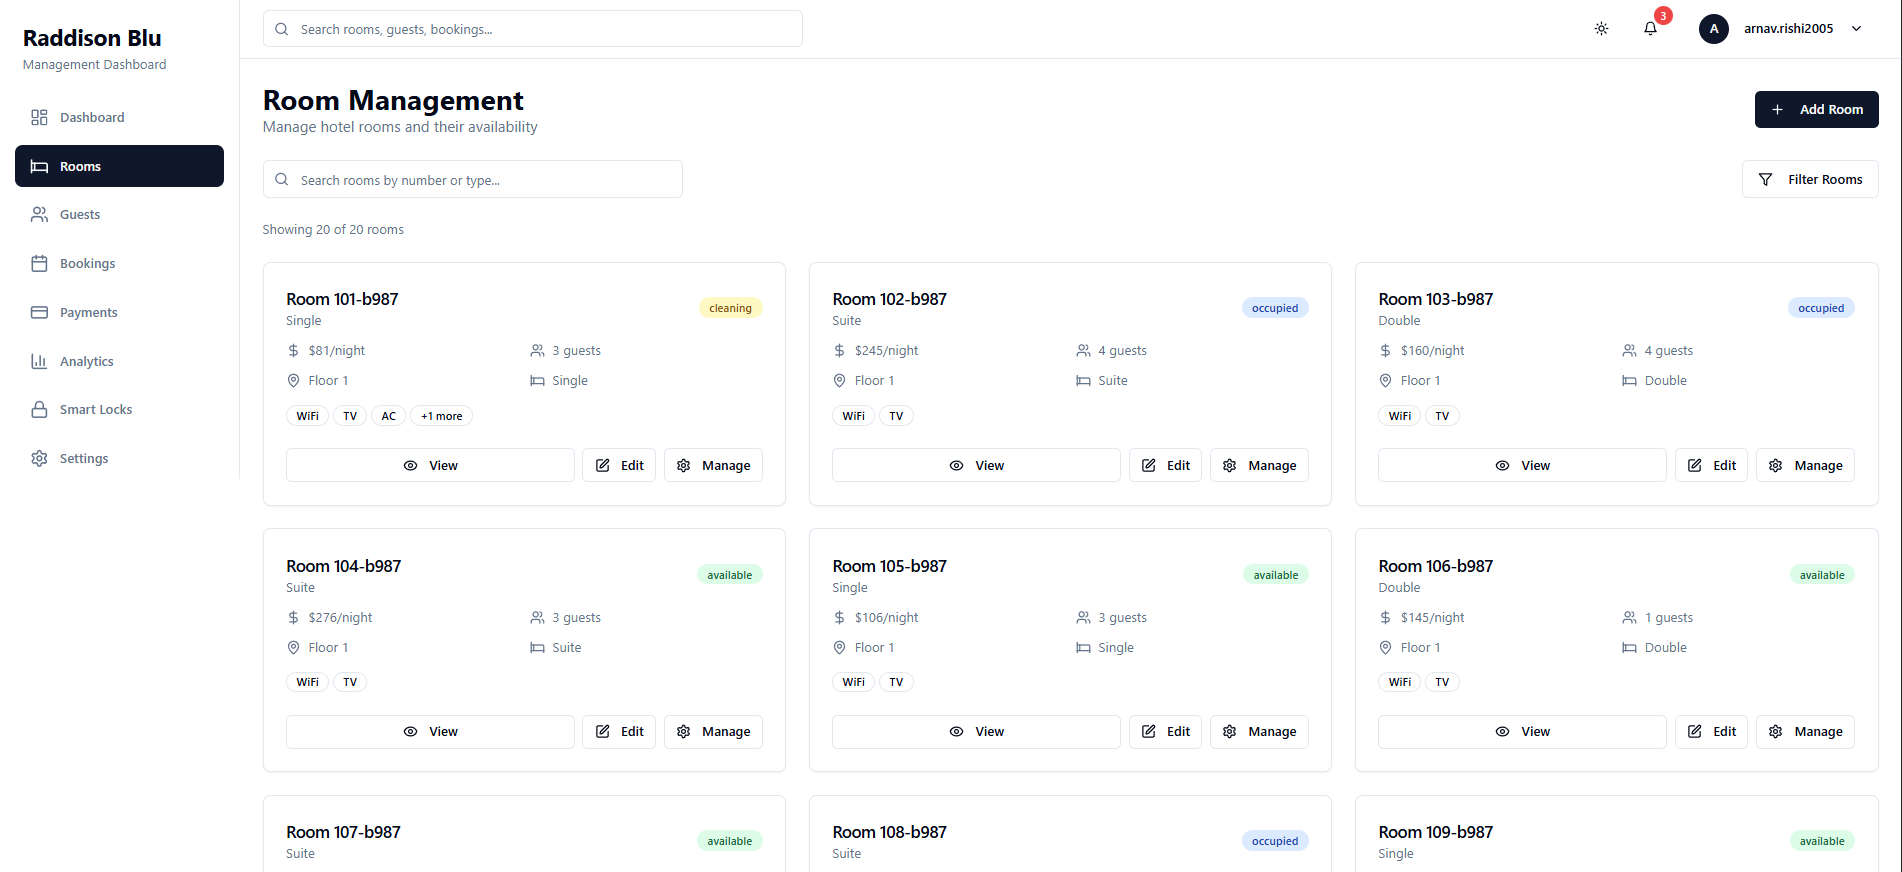 Raddison Blu
Management Dashboard
Dashboard
Rooms
Guests
Bookings
Payments
Analytics
Smart Locks
Settings
Search rooms, guests, bookings...
3
A
arnav.rishi2005
Room Management
Manage hotel rooms and their availability
Add Room
Search rooms by number or type...
Filter Rooms
Showing 20 of 20 rooms
Room 101-b987
cleaning
Single
$81/night
3 guests
Floor 1
Single
WiFi TV AC +1 more
View Edit Manage
Room 102-b987
occupied
Suite
$245/night
4 guests
Floor 1
Suite
WiFi TV
View Edit Manage
Room 103-b987
occupied
Double
$160/night
4 guests
Floor 1
Double
WiFi TV
View Edit Manage
Room 104-b987
available
Suite
$276/night
3 guests
Floor 1
Suite
WiFi TV
View Edit Manage
Room 105-b987
available
Single
$106/night
3 guests
Floor 1
Single
WiFi TV
View Edit Manage
Room 106-b987
available
Double
$145/night
1 guests
Floor 1
Double
WiFi TV
View Edit Manage
Room 107-b987
available
Suite
Room 108-b987
occupied
Suite
Room 109-b987
available
Single